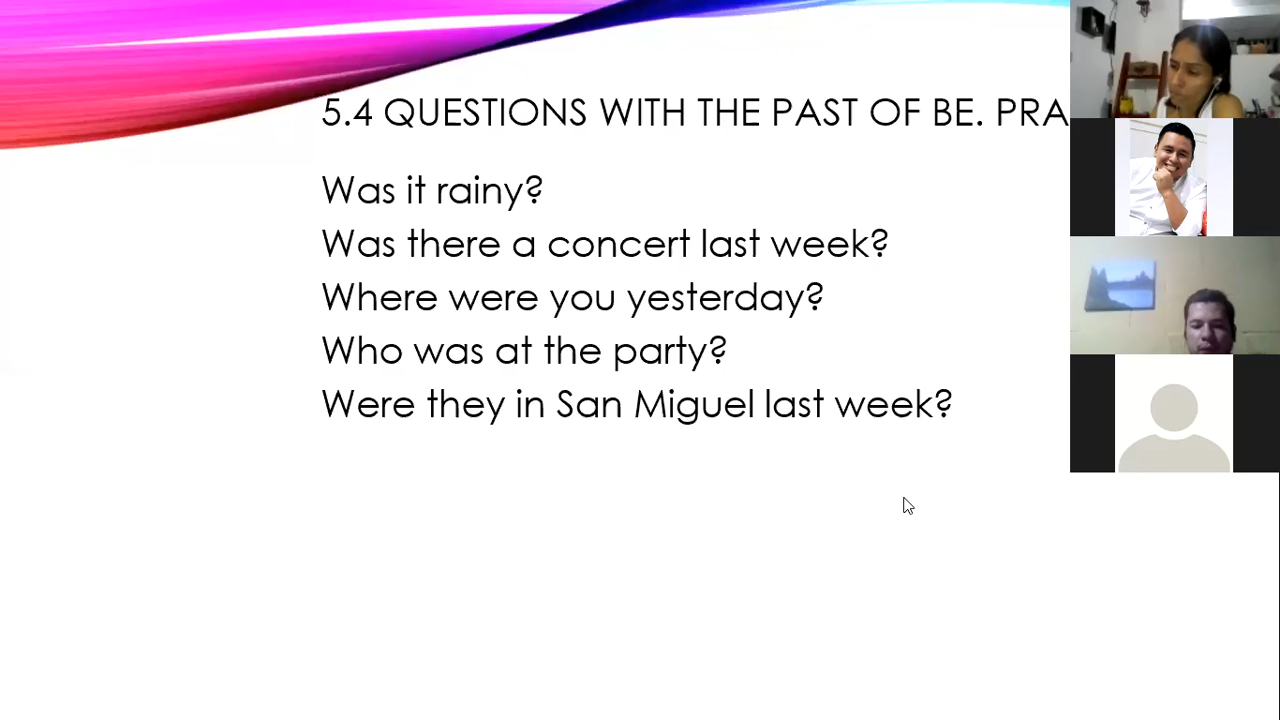 5.4 QUESTIONS WITH THE PAST OF BE. PRA
Was it rainy?
Was there a concert last week?
Where were you yesterday?
Who was at the party?
Were they in San Miguel last week?